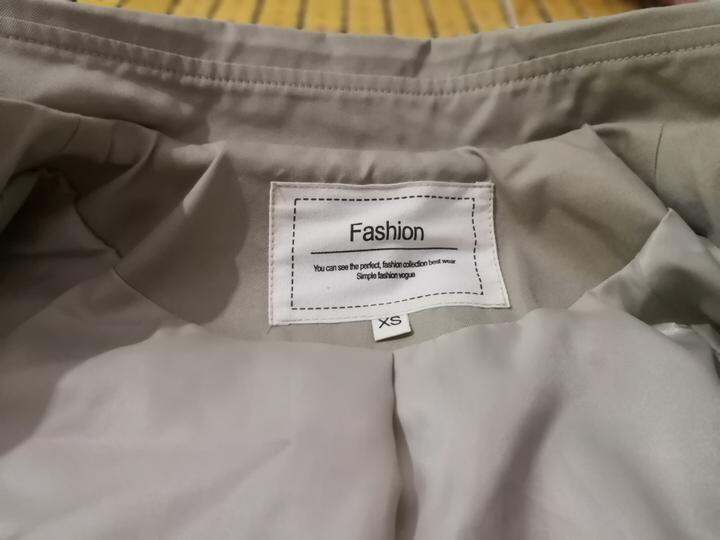 Fashion
You can see the perfect, fashion collection best wear
Simple fashion vogue
XS